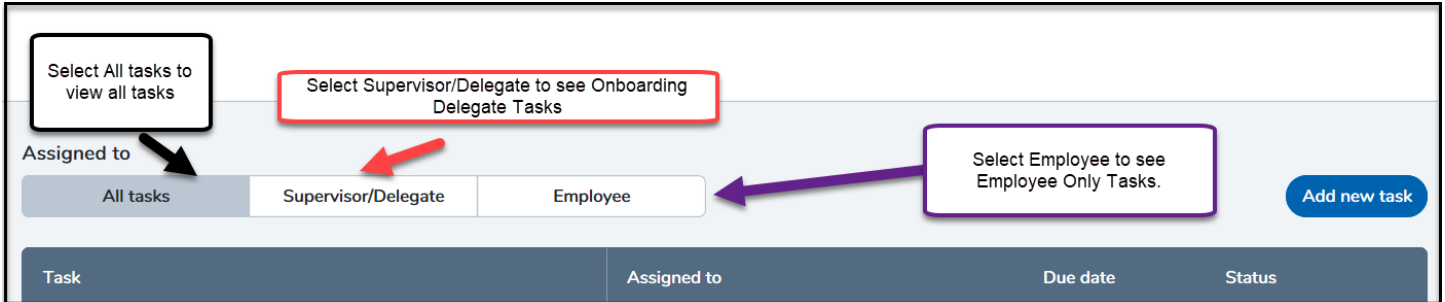 Select All tasks to
view all tasks
Select Supervisor/Delegate to see Onboarding
Delegate Tasks
Select Employee to see
Employee Only Tasks.
Assigned to
All tasks
Supervisor/Delegate
Employee
Add new task
Task
Assigned to
Due date
Status